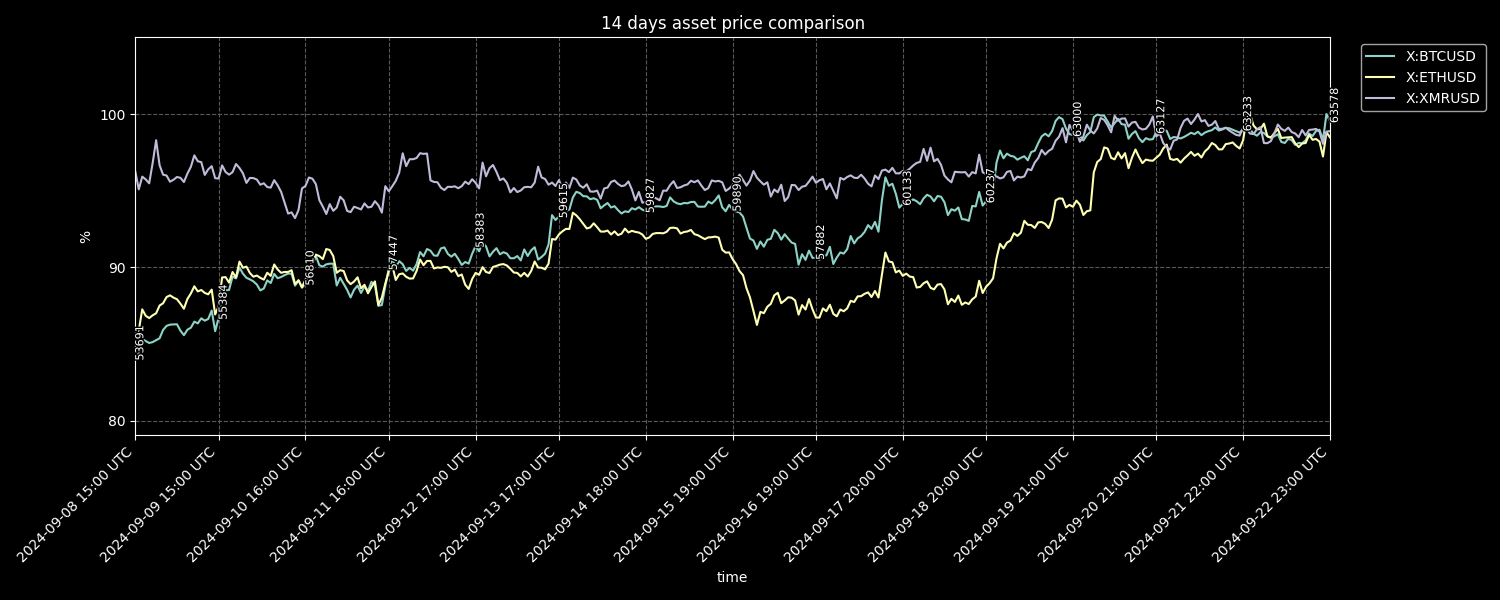 14 days asset price comparison
X:BTCUSD
X:ETHUSD
X:XMRUSD
100
90
80
%
53691
55384
56810
57447
58383
59615
59827
59890
57882
60133
60237
63000
63127
63233
63578
2024-09-08 15:00 UTC
2024-09-09 15:00 UTC
2024-09-10 16:00 UTC
2024-09-11 16:00 UTC
2024-09-12 17:00 UTC
2024-09-13 17:00 UTC
2024-09-14 18:00 UTC
2024-09-15 19:00 UTC
2024-09-16 19:00 UTC
2024-09-17 20:00 UTC
2024-09-18 20:00 UTC
2024-09-19 21:00 UTC
2024-09-20 21:00 UTC
2024-09-21 22:00 UTC
2024-09-22 23:00 UTC
time